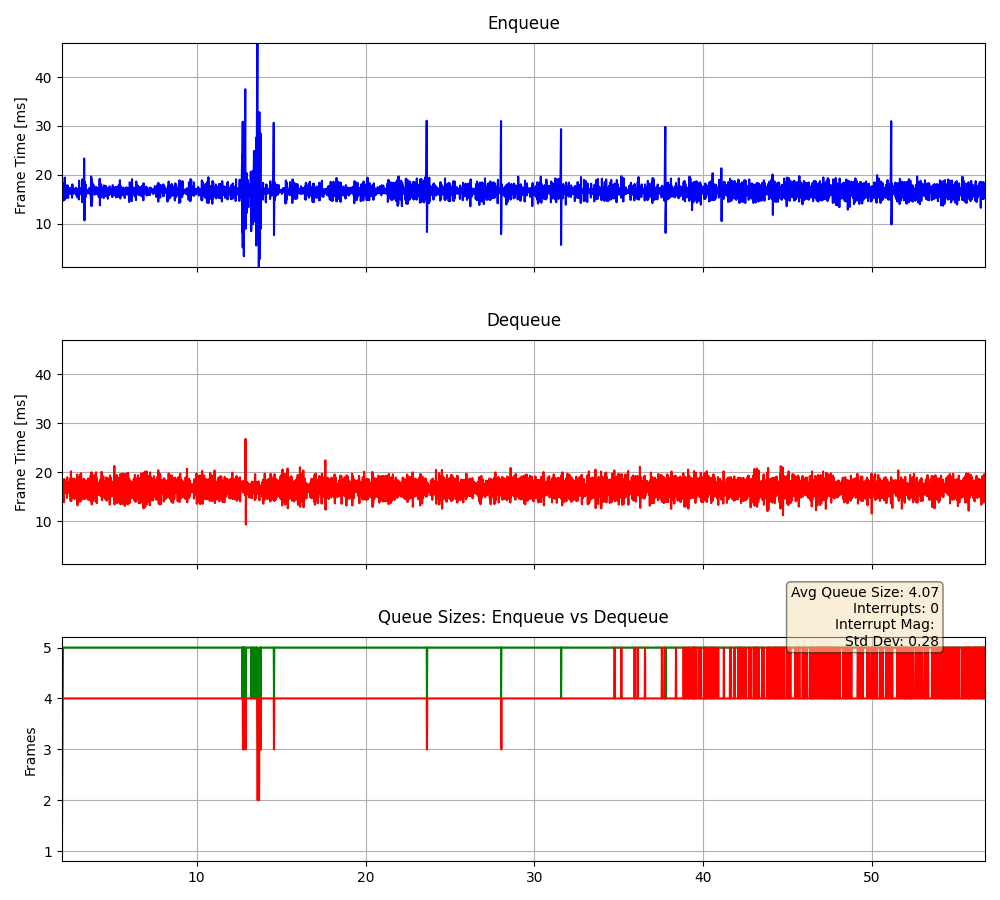 Enqueue
Frame Time [ms]
40
30
20
10
Dequeue
Frame Time [ms]
40
30
20
10
Avg Queue Size: 4.07
Interrupts: 0
Interrupt Mag:
Std Dev: 0.28
Queue Sizes: Enqueue vs Dequeue
Frames
5
4
3
2
1
10 20 30 40 50